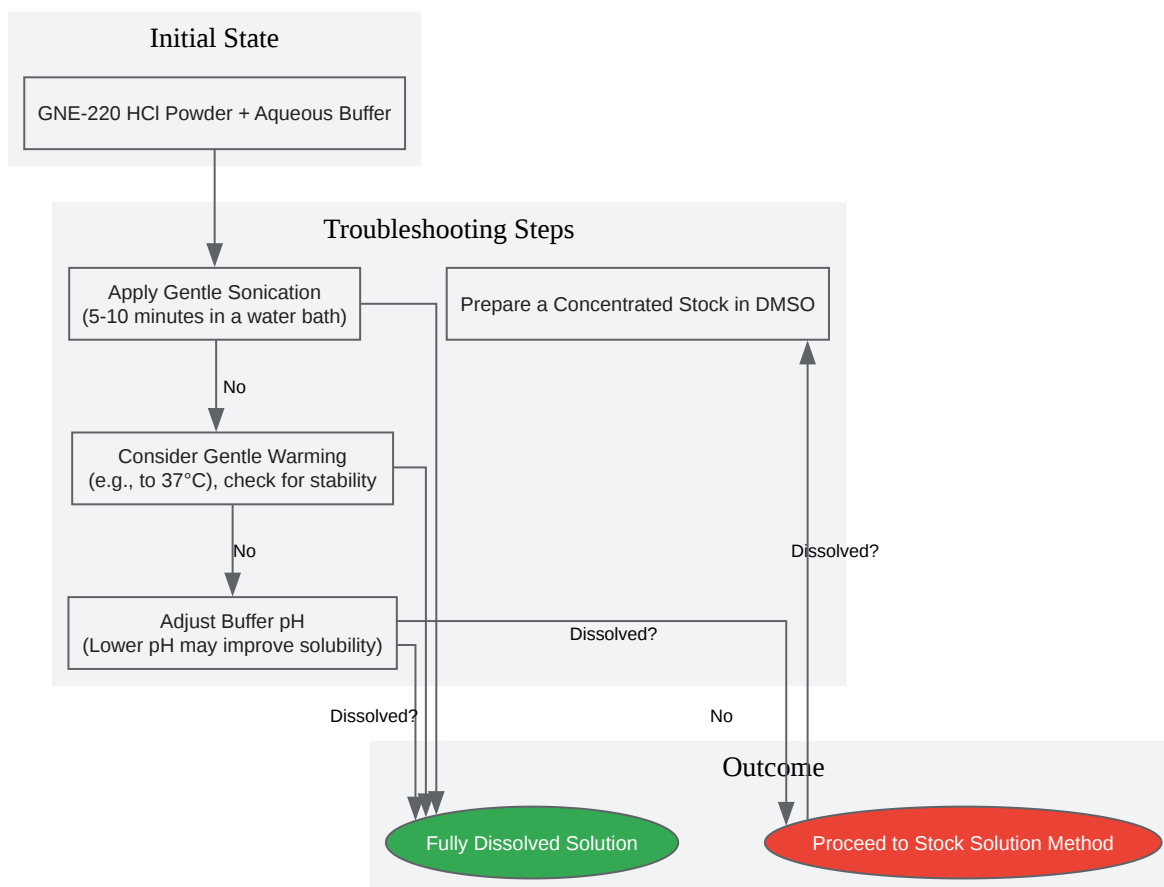 Initial State
GNE-220 HCl Powder + Aqueous Buffer
Troubleshooting Steps
Apply Gentle Sonication
(5-10 minutes in a water bath)
Prepare a Concentrated Stock in DMSO
No
Consider Gentle Warming
(e.g., to 37°C), check for stability
No
Dissolved?
Adjust Buffer pH
(Lower pH may improve solubility)
Dissolved?
Dissolved?
No
Outcome
Fully Dissolved Solution
Proceed to Stock Solution Method